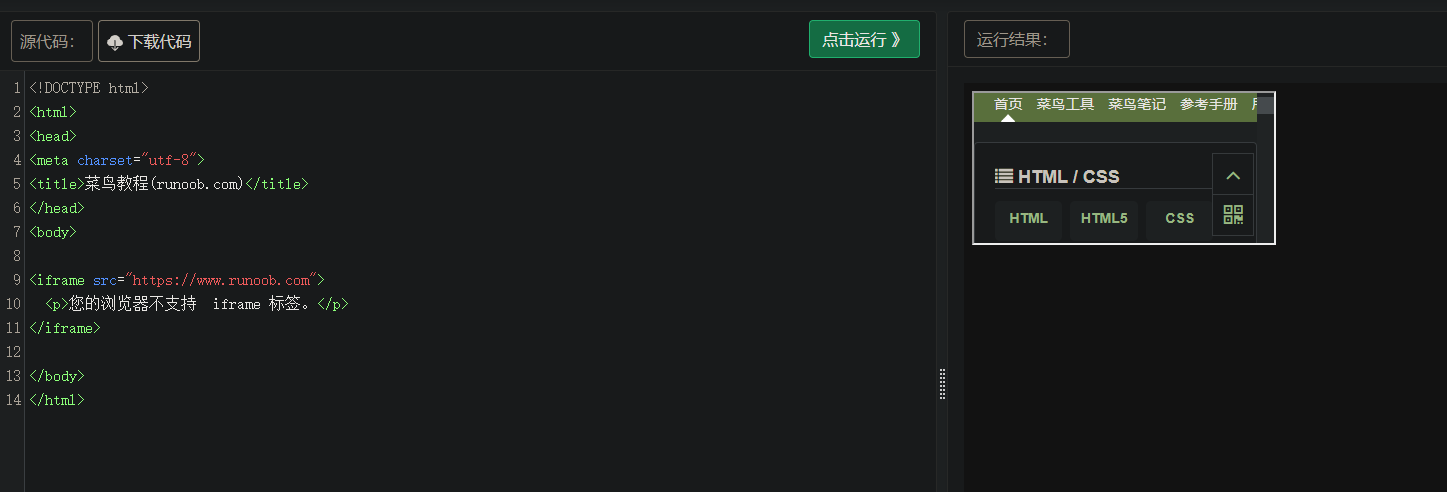 源代码：
下载代码
点击运行 》
1 <!DOCTYPE html>
2 <html>
3 <head>
4 <meta charset="utf-8">
5 <title>菜鸟教程(runoob.com)</title>
6 </head>
7 <body>
8
9 <iframe src="https://www.runoob.com">
10   <p>您的浏览器不支持  iframe 标签。</p>
11 </iframe>
12
13 </body>
14 </html>
运行结果：
首页 菜鸟工具 菜鸟笔记 参考手册
HTML / CSS
HTML HTML5 CSS